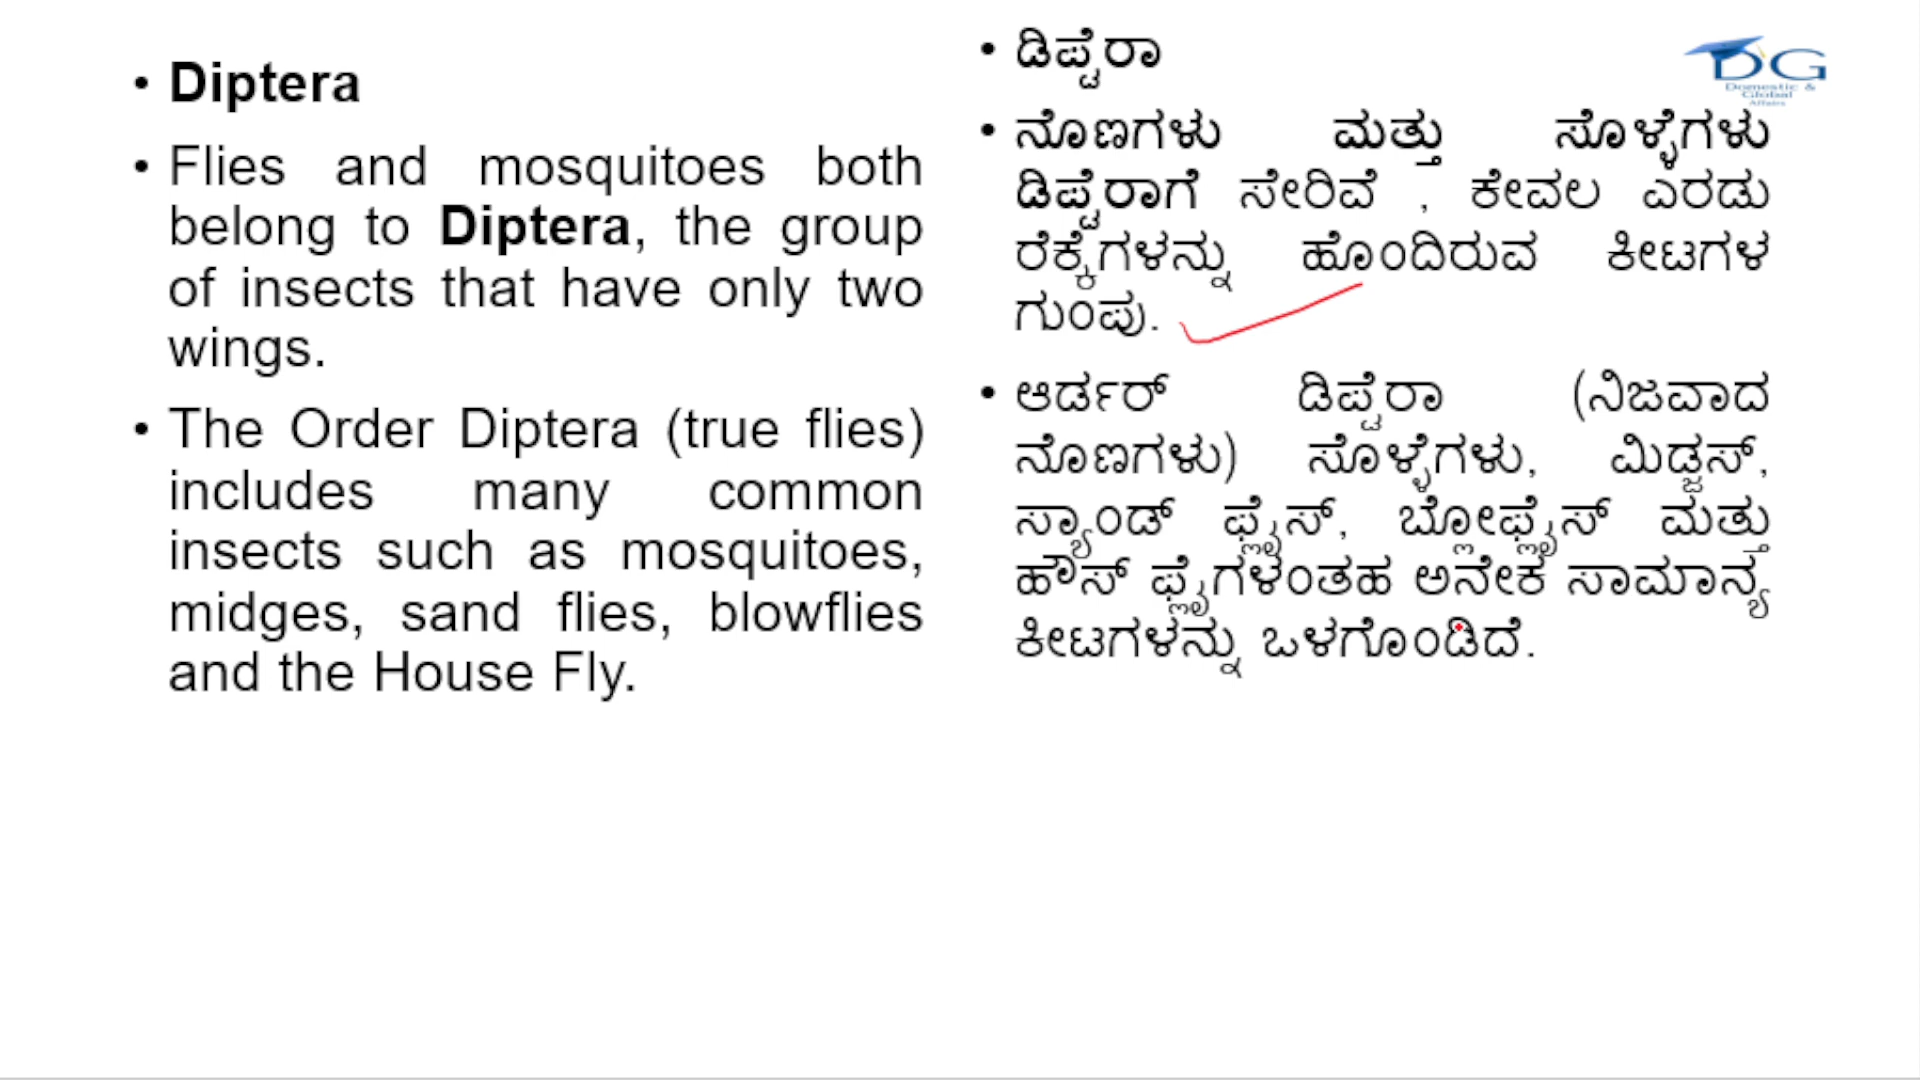 • Diptera
• Flies and mosquitoes both
belong to Diptera, the group
of insects that have only two
wings.
• The Order Diptera (true flies)
includes many common
insects such as mosquitoes,
midges, sand flies, blowflies
and the House Fly.
• ಡಿಪ್ಟೆರಾ
• ನೊಣಗಳು ಮತ್ತು ಸೊಳ್ಳೆಗಳು
ಡಿಪ್ಟೆರಾಗೆ ಸೇರಿವೆ , ಕೇವಲ ಎರಡು
ರೆಕ್ಕೆಗಳನ್ನು ಹೊಂದಿರುವ ಕೀಟಗಳ
ಗುಂಪು.
• ಆರ್ಡರ್ ಡಿಪ್ಟೆರಾ (ನಿಜವಾದ
ನೊಣಗಳು) ಸೊಳ್ಳೆಗಳು, ಮಿಡ್ಜಸ್,
ಸ್ಯಾಂಡ್ ಫ್ಲೈಸ್, ಬ್ಲೋಫ್ಲೈಸ್ ಮತ್ತು
ಹೌಸ್ ಫ್ಲೈಗಳಂತಹ ಅನೇಕ ಸಾಮಾನ್ಯ
ಕೀಟಗಳನ್ನು ಒಳಗೊಂಡಿದೆ.
DG
Domestic &
Global
Affairs